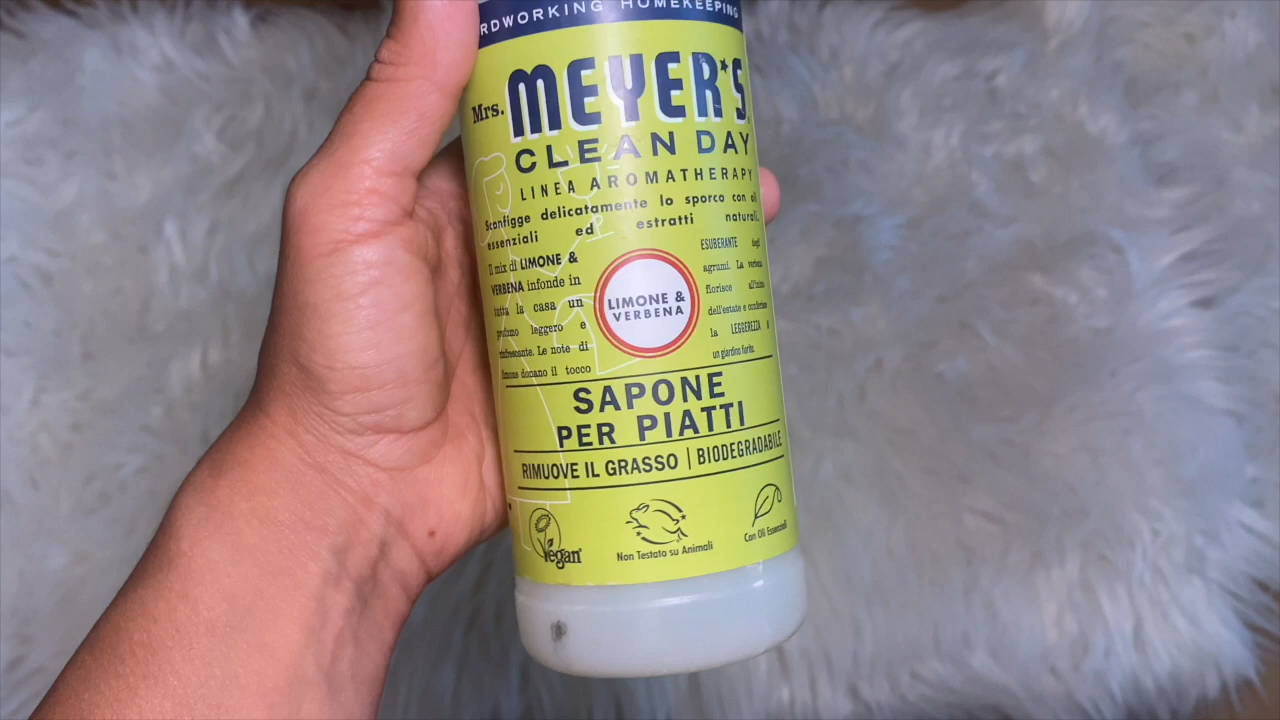 RDWORKING HOMEKEEPING
Mrs. MEYER'S
CLEAN DAY
LINEA AROMATHERAPY
Sconfigge delicatamente lo sporco con oli
essenziali ed estratti naturali.
Il mix di LIMONE &
VERBENA infonde in
tutta la casa un
profumo leggero e
rinfrescante. Le note di
limone donano il tocco
LIMONE &
VERBENA
ESUBERANTE degli
agrumi. La verbena
fiorisce all'inizio
dell'estate e
la LEGGEREZZA
un giardino fiorito.
SAPONE
PER PIATTI
RIMUOVE IL GRASSO | BIODEGRADABILE
Vegan
Non Testato su Animali
Con Oli Essenziali